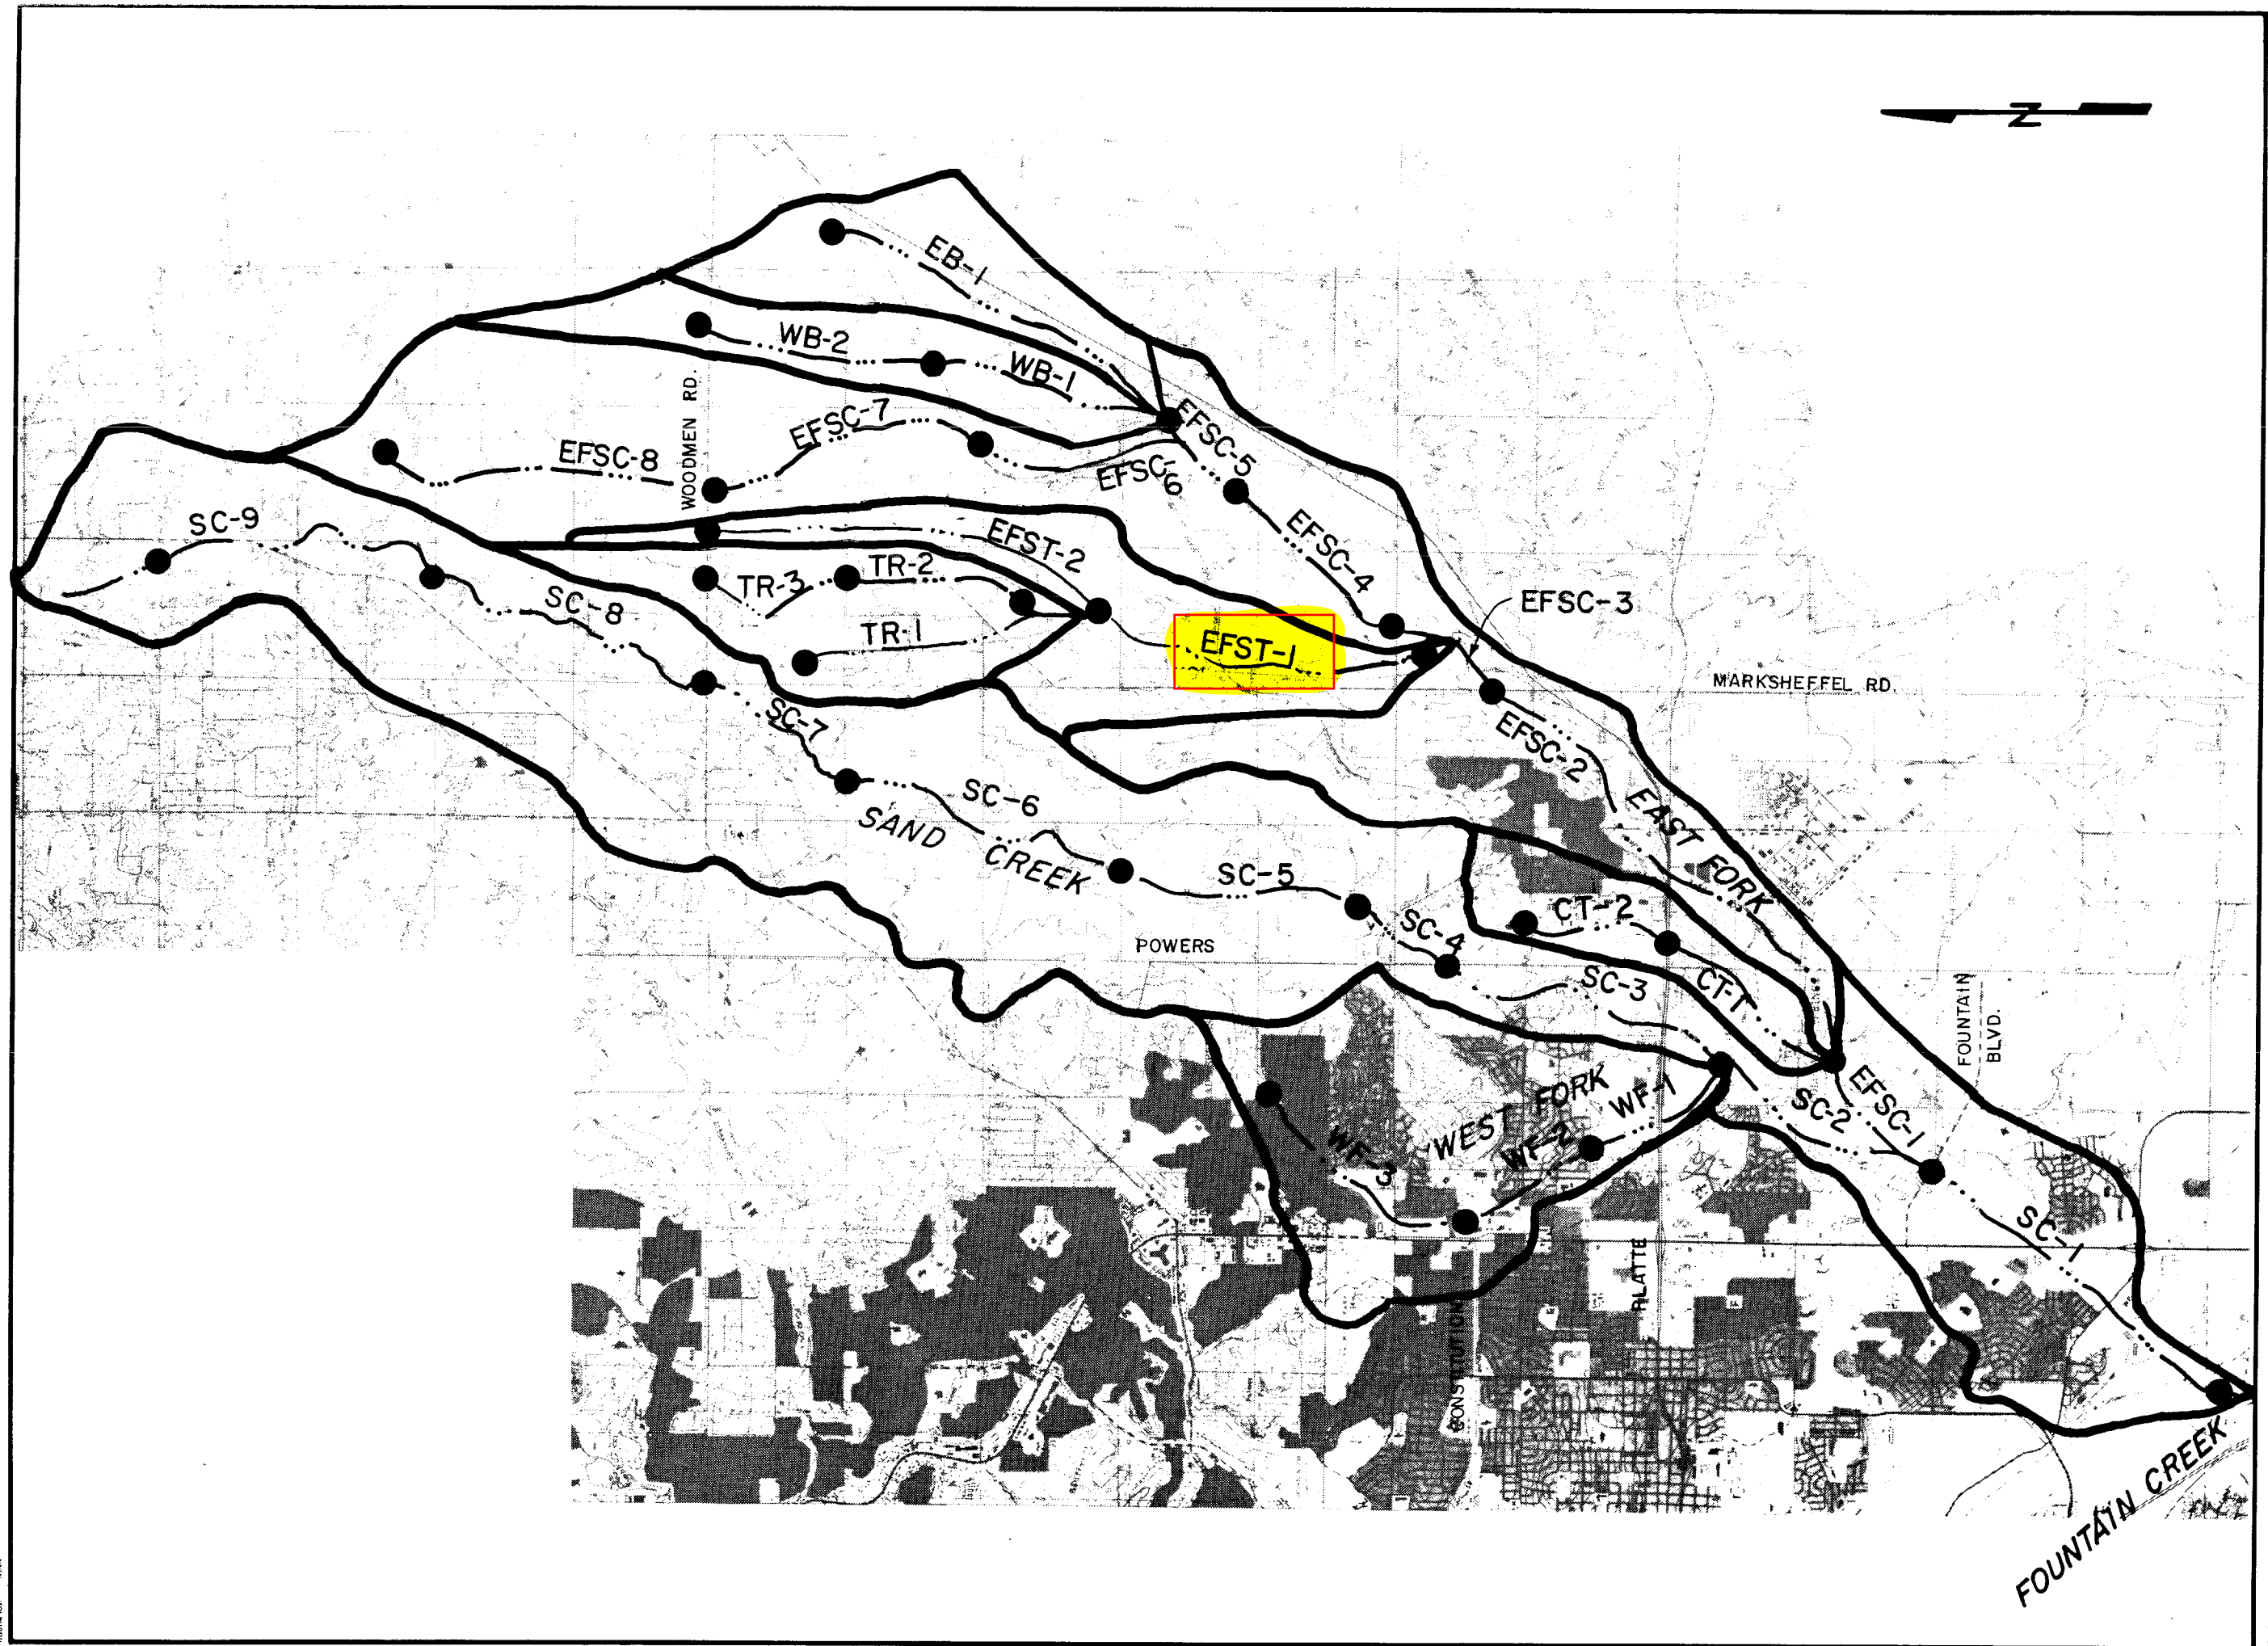 N
EB-1
WB-2
WB-1
WOODMEN RD.
EFSC-7
EFSC-5
EFSC-8
EFSC-
6
SC-9
EFST-2
EFSC-4
TR-2
TR-3
SC-8
EFSC-3
TR-1
EFST-1
MARKSHEFFEL RD.
SC-7
EFSC-2
SC-6
SAND CREEK
EAST FORK
SC-5
CT-2
SC-4
POWERS
SC-3
CT-1
FOUNTAIN
BLVD.
WEST FORK
WF-1
EFSC-1
SC-2
WF-2
WF-3
SC-1
PLATTE
CONSTITUTION
FOUNTAIN CREEK